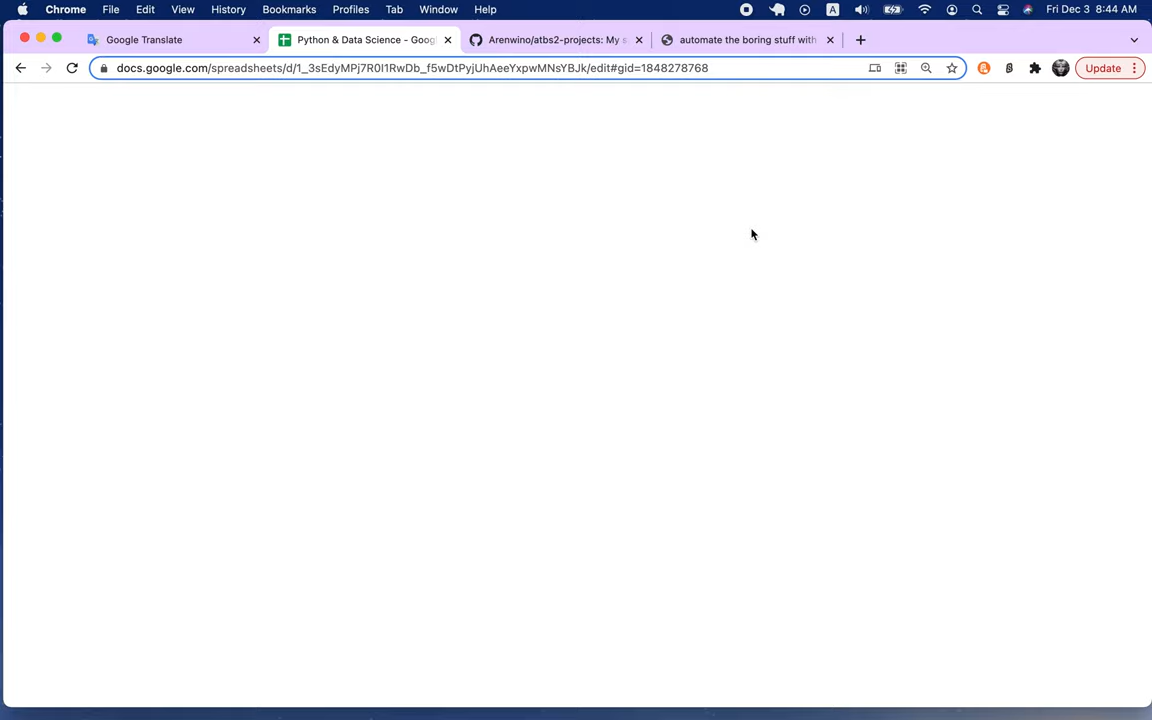 Chrome File Edit View History Bookmarks Profiles Tab Window Help A Fri Dec 3 8:44 AM
Google Translate Python & Data Science - Goog Arenwino/atbs2-projects: My s automate the boring stuff with
docs.google.com/spreadsheets/d/1_3sEdyMPj7R0I1RwDb_f5wDtPyjUhAeeYxpwMNsYBJk/edit#gid=1848278768 Update